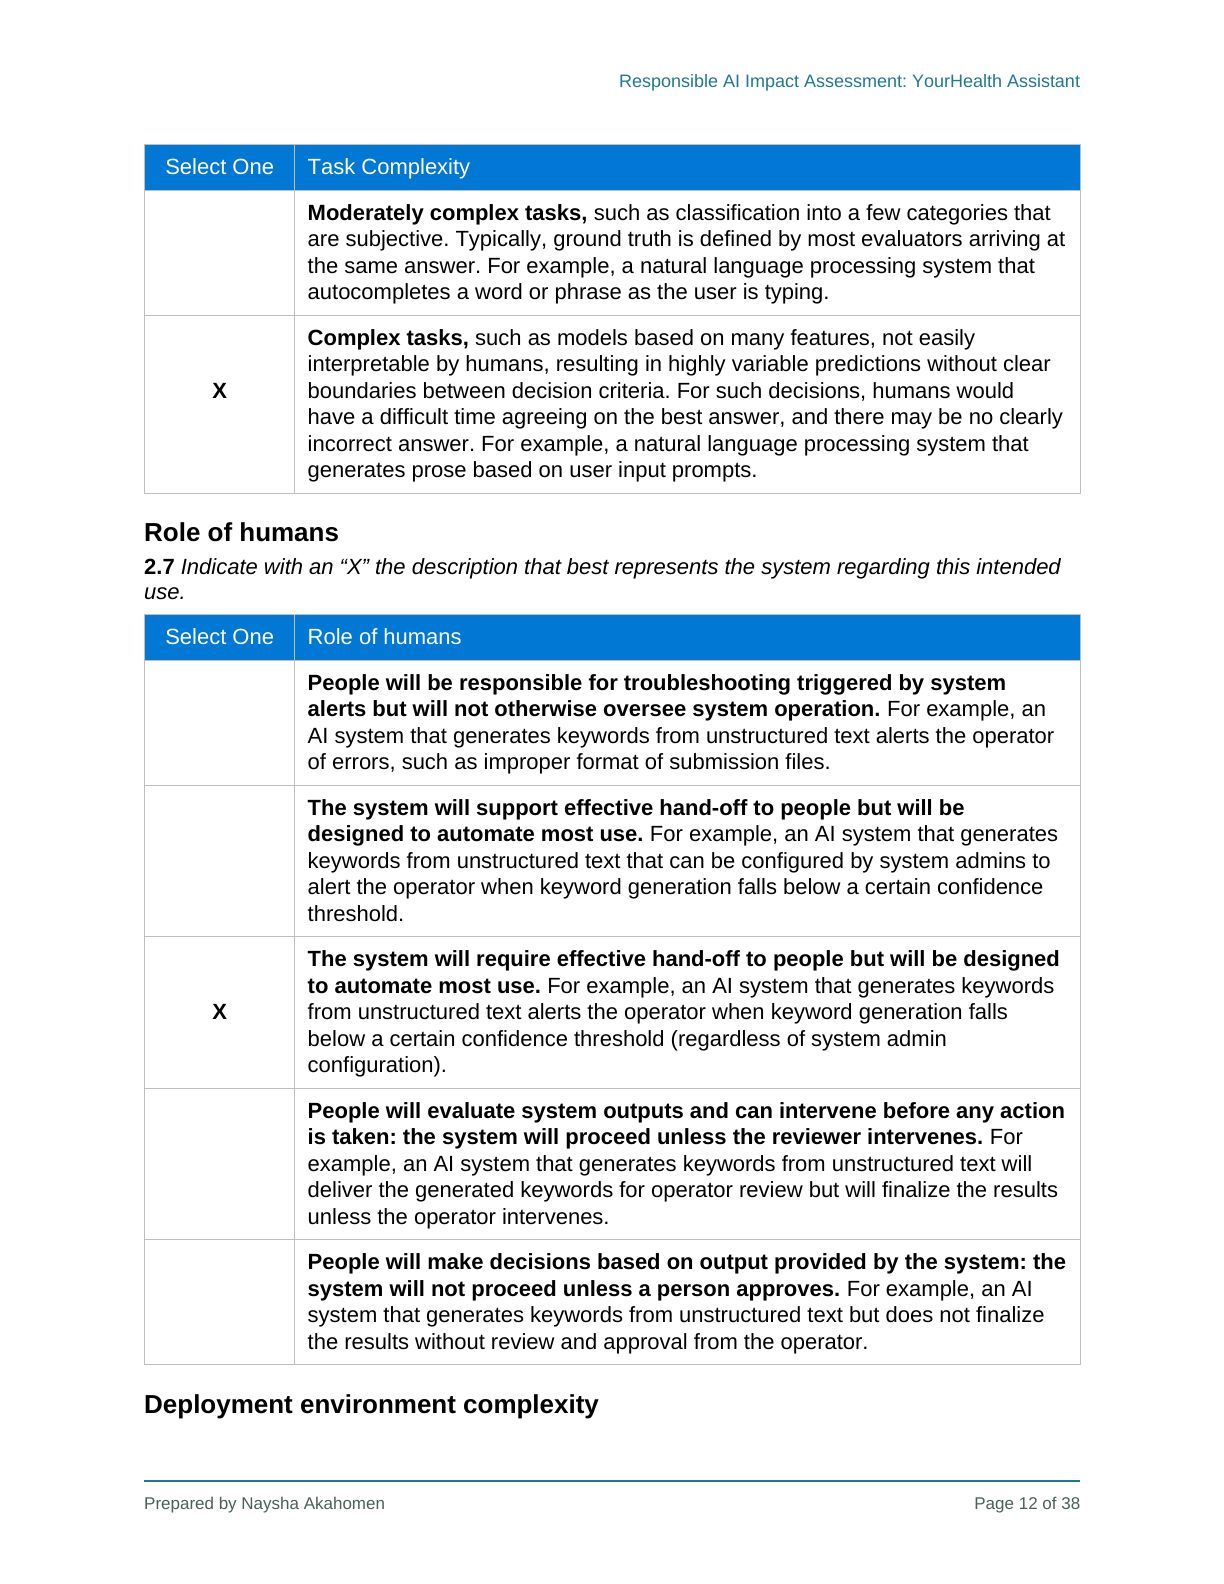 Responsible AI Impact Assessment: YourHealth Assistant
Select One
Task Complexity
Moderately complex tasks, such as classification into a few categories that
are subjective. Typically, ground truth is defined by most evaluators arriving at
the same answer. For example, a natural language processing system that
autocompletes a word or phrase as the user is typing.
X
Complex tasks, such as models based on many features, not easily
interpretable by humans, resulting in highly variable predictions without clear
boundaries between decision criteria. For such decisions, humans would
have a difficult time agreeing on the best answer, and there may be no clearly
incorrect answer. For example, a natural language processing system that
generates prose based on user input prompts.
Role of humans
2.7 Indicate with an “X” the description that best represents the system regarding this intended
use.
Select One
Role of humans
People will be responsible for troubleshooting triggered by system
alerts but will not otherwise oversee system operation. For example, an
AI system that generates keywords from unstructured text alerts the operator
of errors, such as improper format of submission files.
The system will support effective hand-off to people but will be
designed to automate most use. For example, an AI system that generates
keywords from unstructured text that can be configured by system admins to
alert the operator when keyword generation falls below a certain confidence
threshold.
X
The system will require effective hand-off to people but will be designed
to automate most use. For example, an AI system that generates keywords
from unstructured text alerts the operator when keyword generation falls
below a certain confidence threshold (regardless of system admin
configuration).
People will evaluate system outputs and can intervene before any action
is taken: the system will proceed unless the reviewer intervenes. For
example, an AI system that generates keywords from unstructured text will
deliver the generated keywords for operator review but will finalize the results
unless the operator intervenes.
People will make decisions based on output provided by the system: the
system will not proceed unless a person approves. For example, an AI
system that generates keywords from unstructured text but does not finalize
the results without review and approval from the operator.
Deployment environment complexity
Prepared by Naysha Akahomen
Page 12 of 38